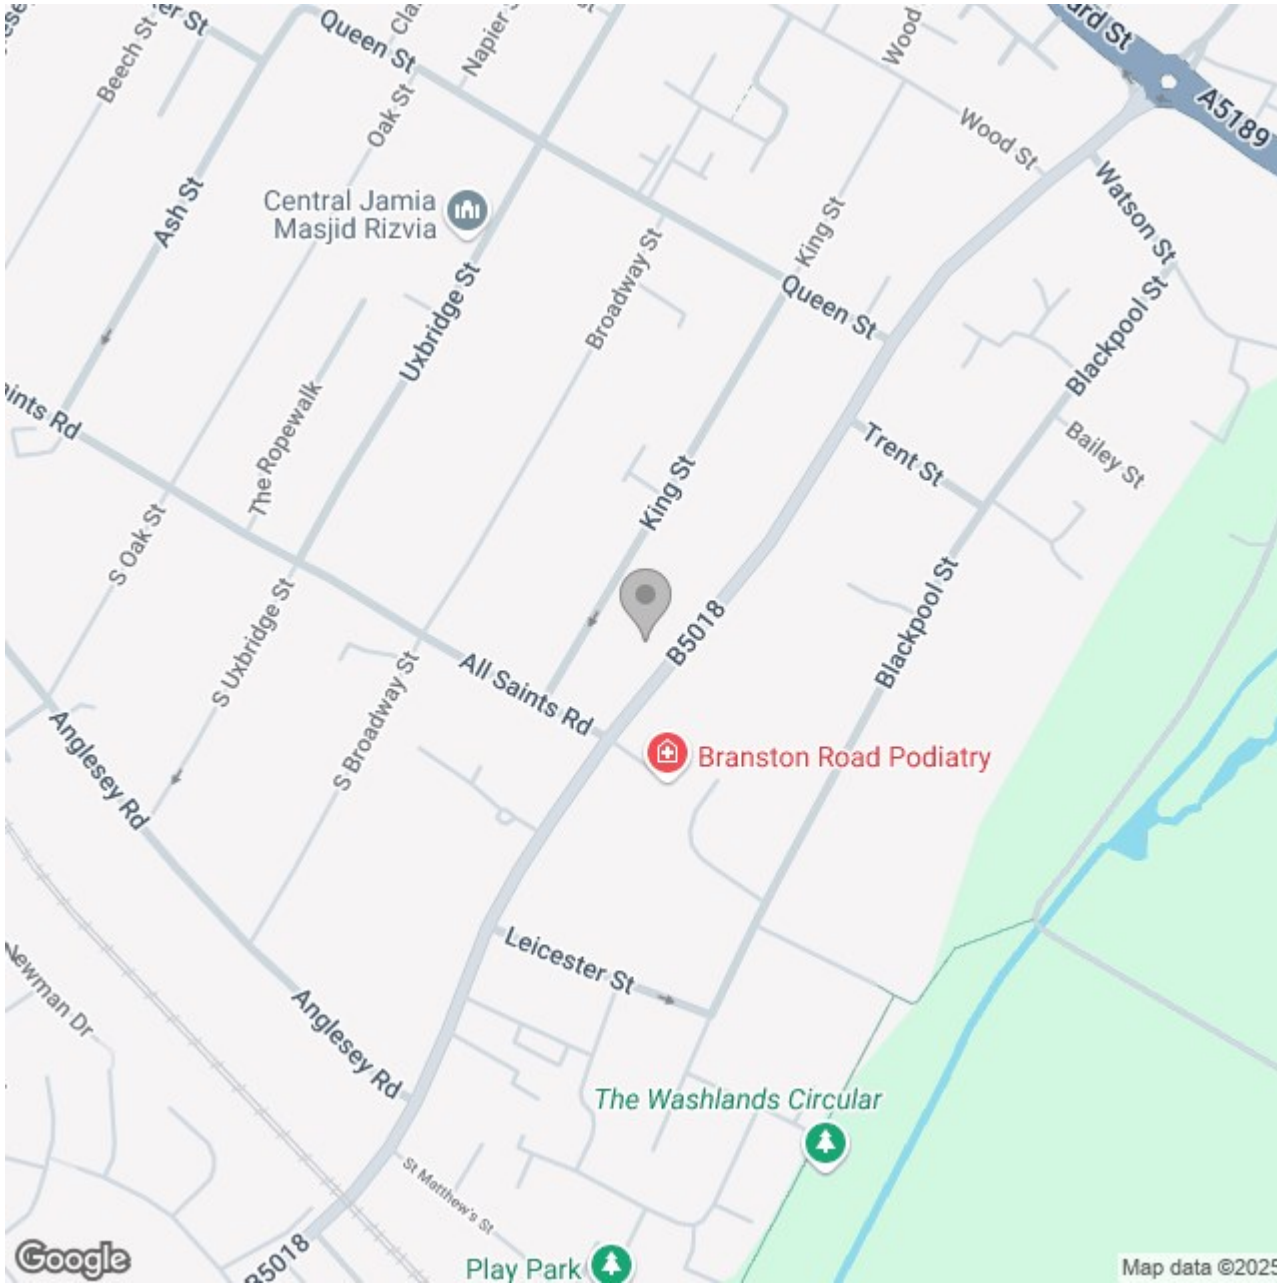 Queen St
Beech St
Oak St
Napier
Wood
Wood St
A5189
Watson St
Ash St
Central Jamia
Masjid Rizvia
Uxbridge St
Broadway St
King St
Queen St
Blackpool St
Trent St
Bailey St
The Ropewalk
King St
S Oak St
S Uxbridge St
B5018
Blackpool St
All Saints Rd
S Broadway St
Anglesey Rd
Branston Road Podiatry
Leicester St
Newman Dr
Anglesey Rd
The Washlands Circular
St Matthew's St
B5018
Play Park
Google
Map data ©2025